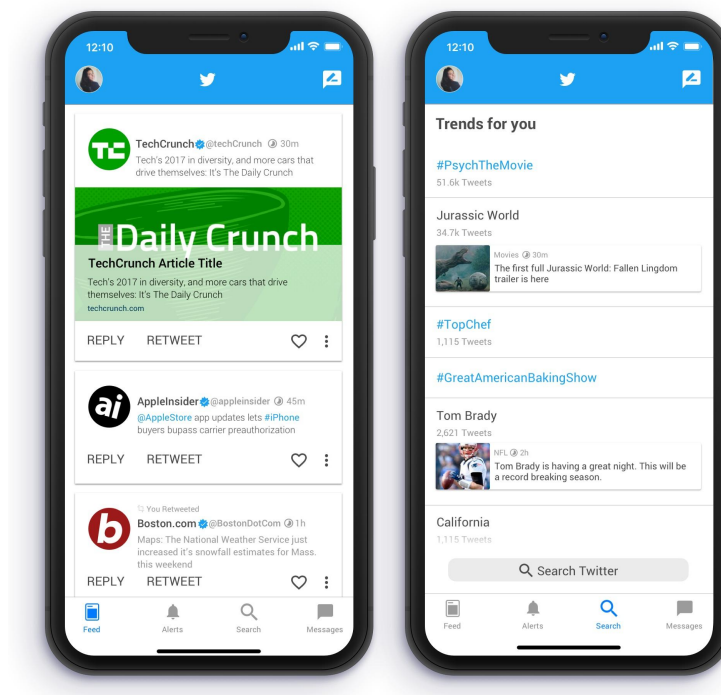 12:10
TC
TechCrunch @techCrunch 30m
Tech's 2017 in diversity, and more cars that
drive themselves: It's The Daily Crunch
THE Daily Crunch
TechCrunch Article Title
Tech's 2017 in diversity, and more cars that drive
themselves: It's The Daily Crunch
techcrunch.com
REPLY RETWEET
ai
AppleInsider @appleinsider 45m
@AppleStore app updates lets #iPhone
buyers bupass carrier preauthorization
REPLY RETWEET
You Retweeted
b
Boston.com @BostonDotCom 1h
Maps: The National Weather Service just
increased it's snowfall estimates for Mass.
this weekend
REPLY RETWEET
Feed Alerts Search Messages
12:10
Trends for you
#PsychTheMovie
51.6k Tweets
Jurassic World
34.7k Tweets
Movies 30m
The first full Jurassic World: Fallen Lingdom
trailer is here
#TopChef
1,115 Tweets
#GreatAmericanBakingShow
Tom Brady
2,621 Tweets
NFL 2h
Tom Brady is having a great night. This will be
a record breaking season.
California
1,115 Tweets
Search Twitter
Feed Alerts Search Messages